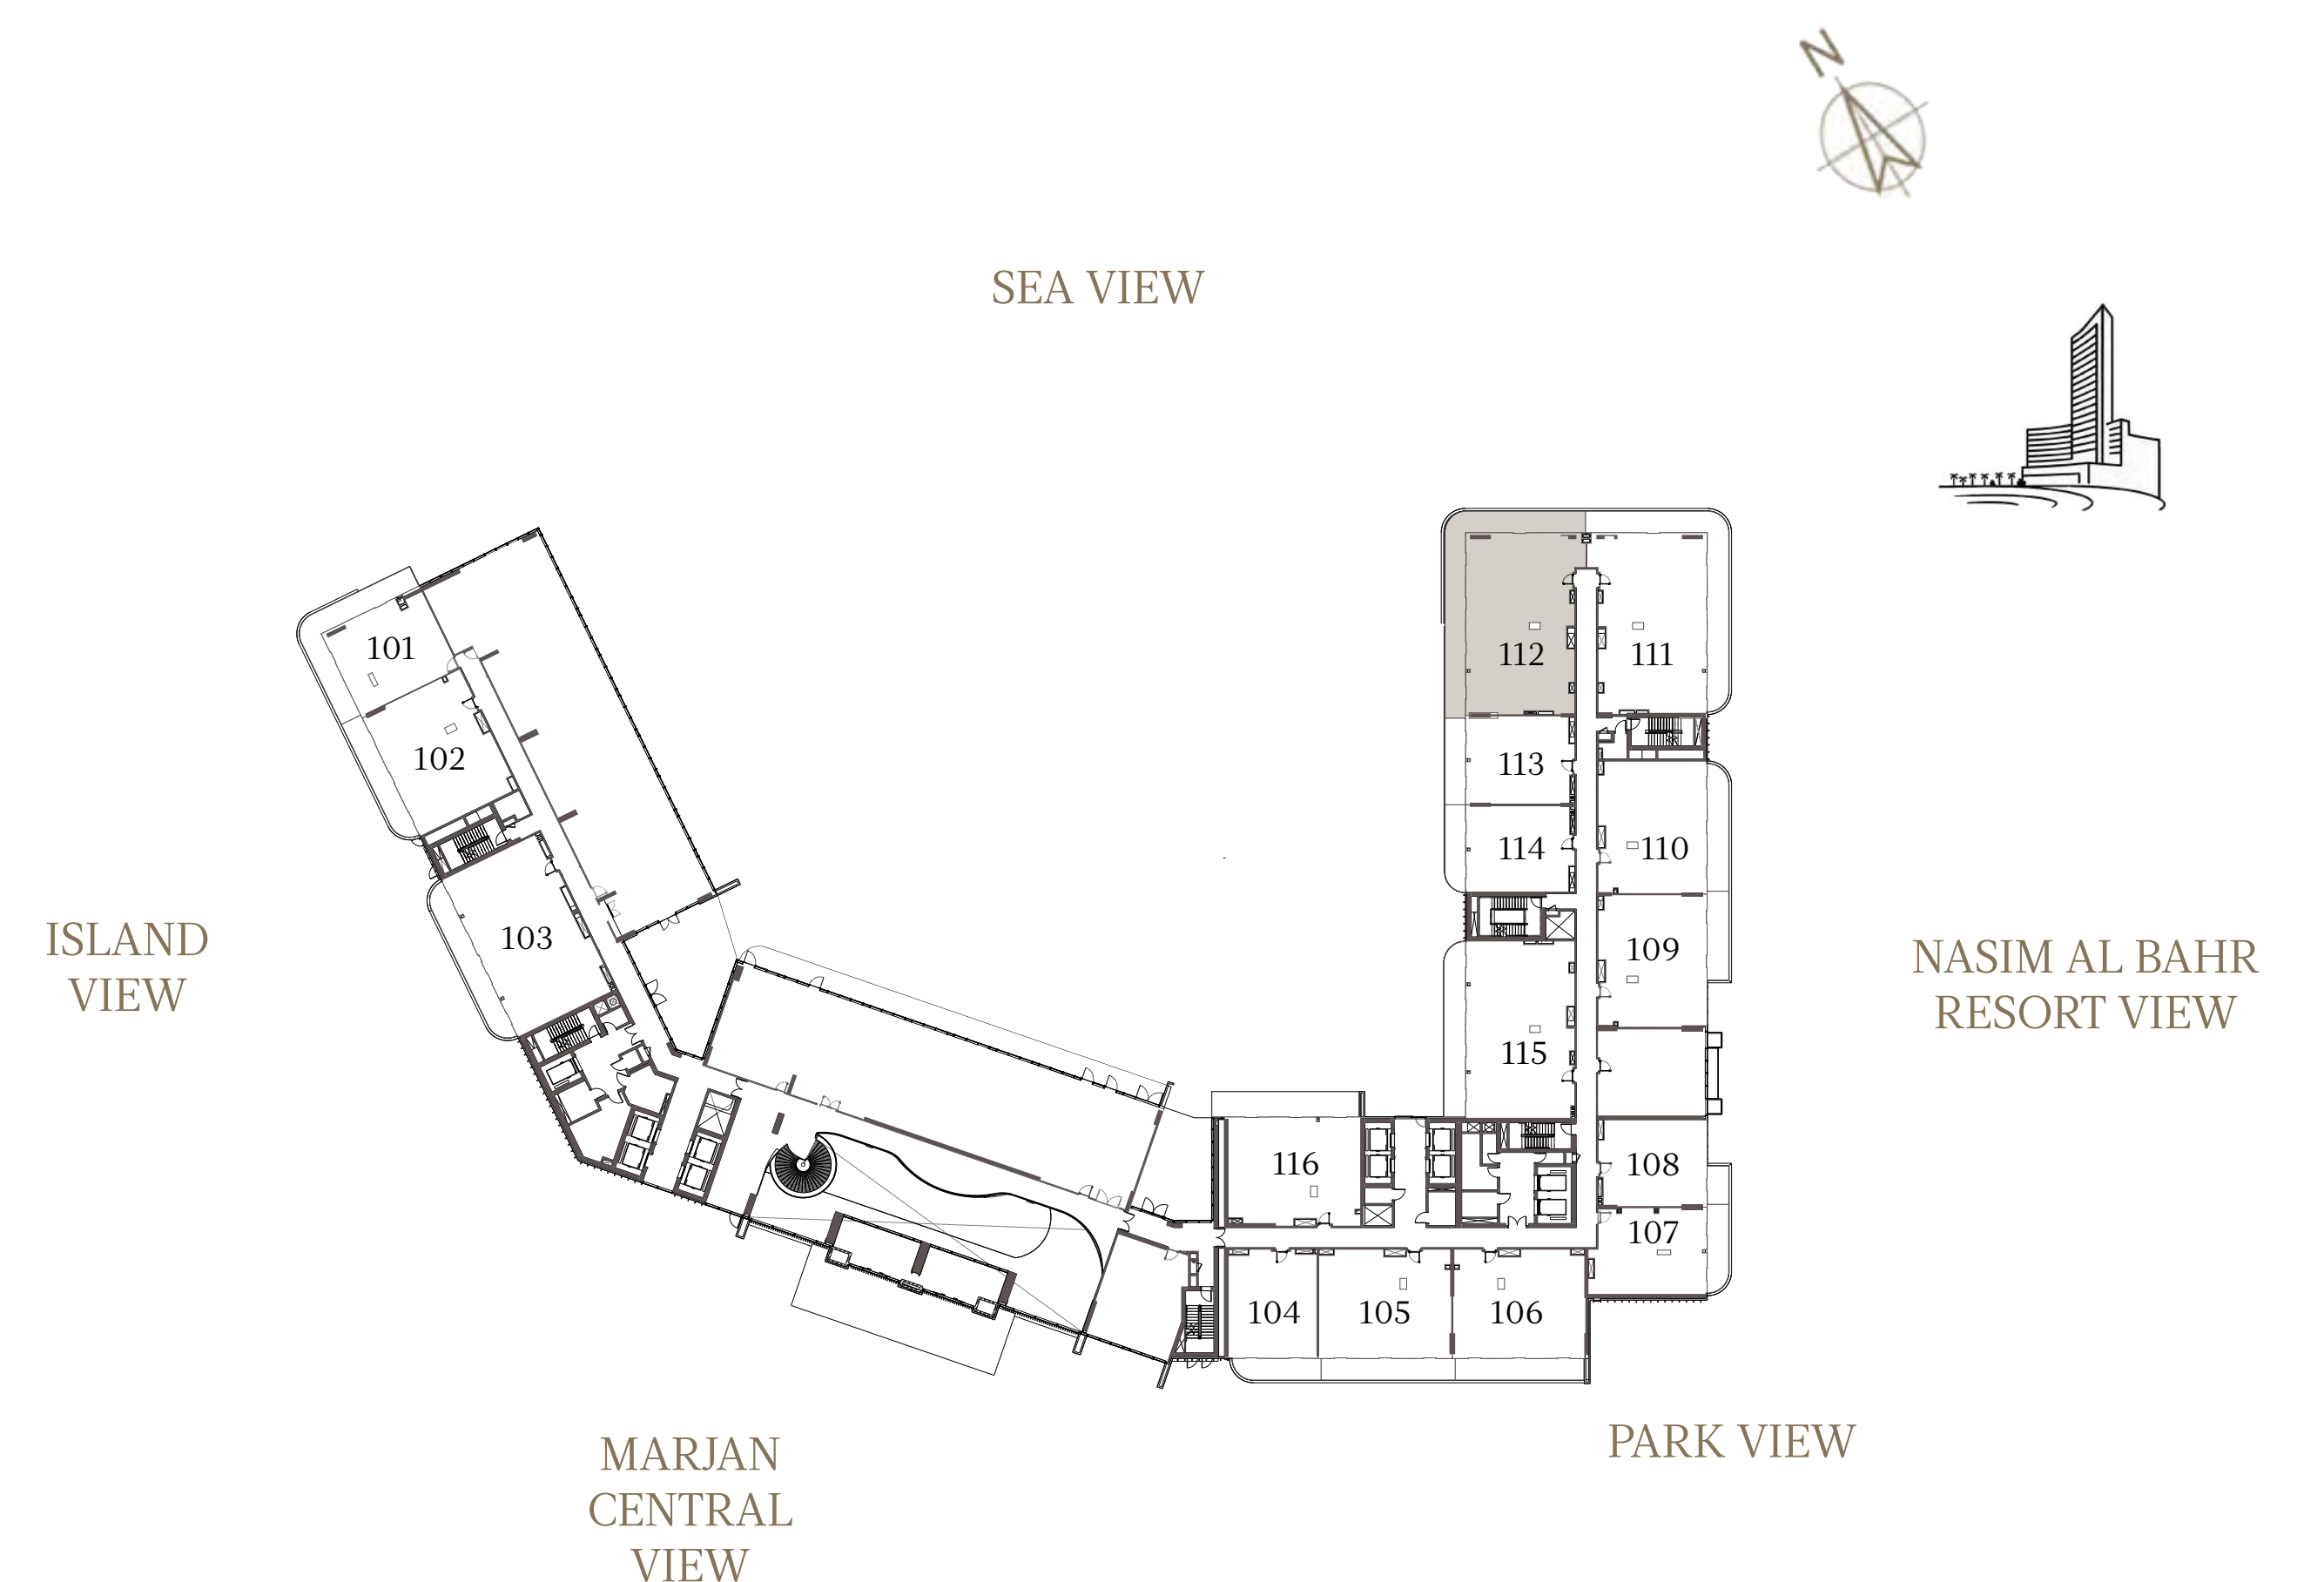 N
SEA VIEW
101
102
103
112
111
113
114
110
109
115
116
108
107
104
105
106
ISLAND
VIEW
NASIM AL BAHR
RESORT VIEW
MARJAN
CENTRAL
VIEW
PARK VIEW